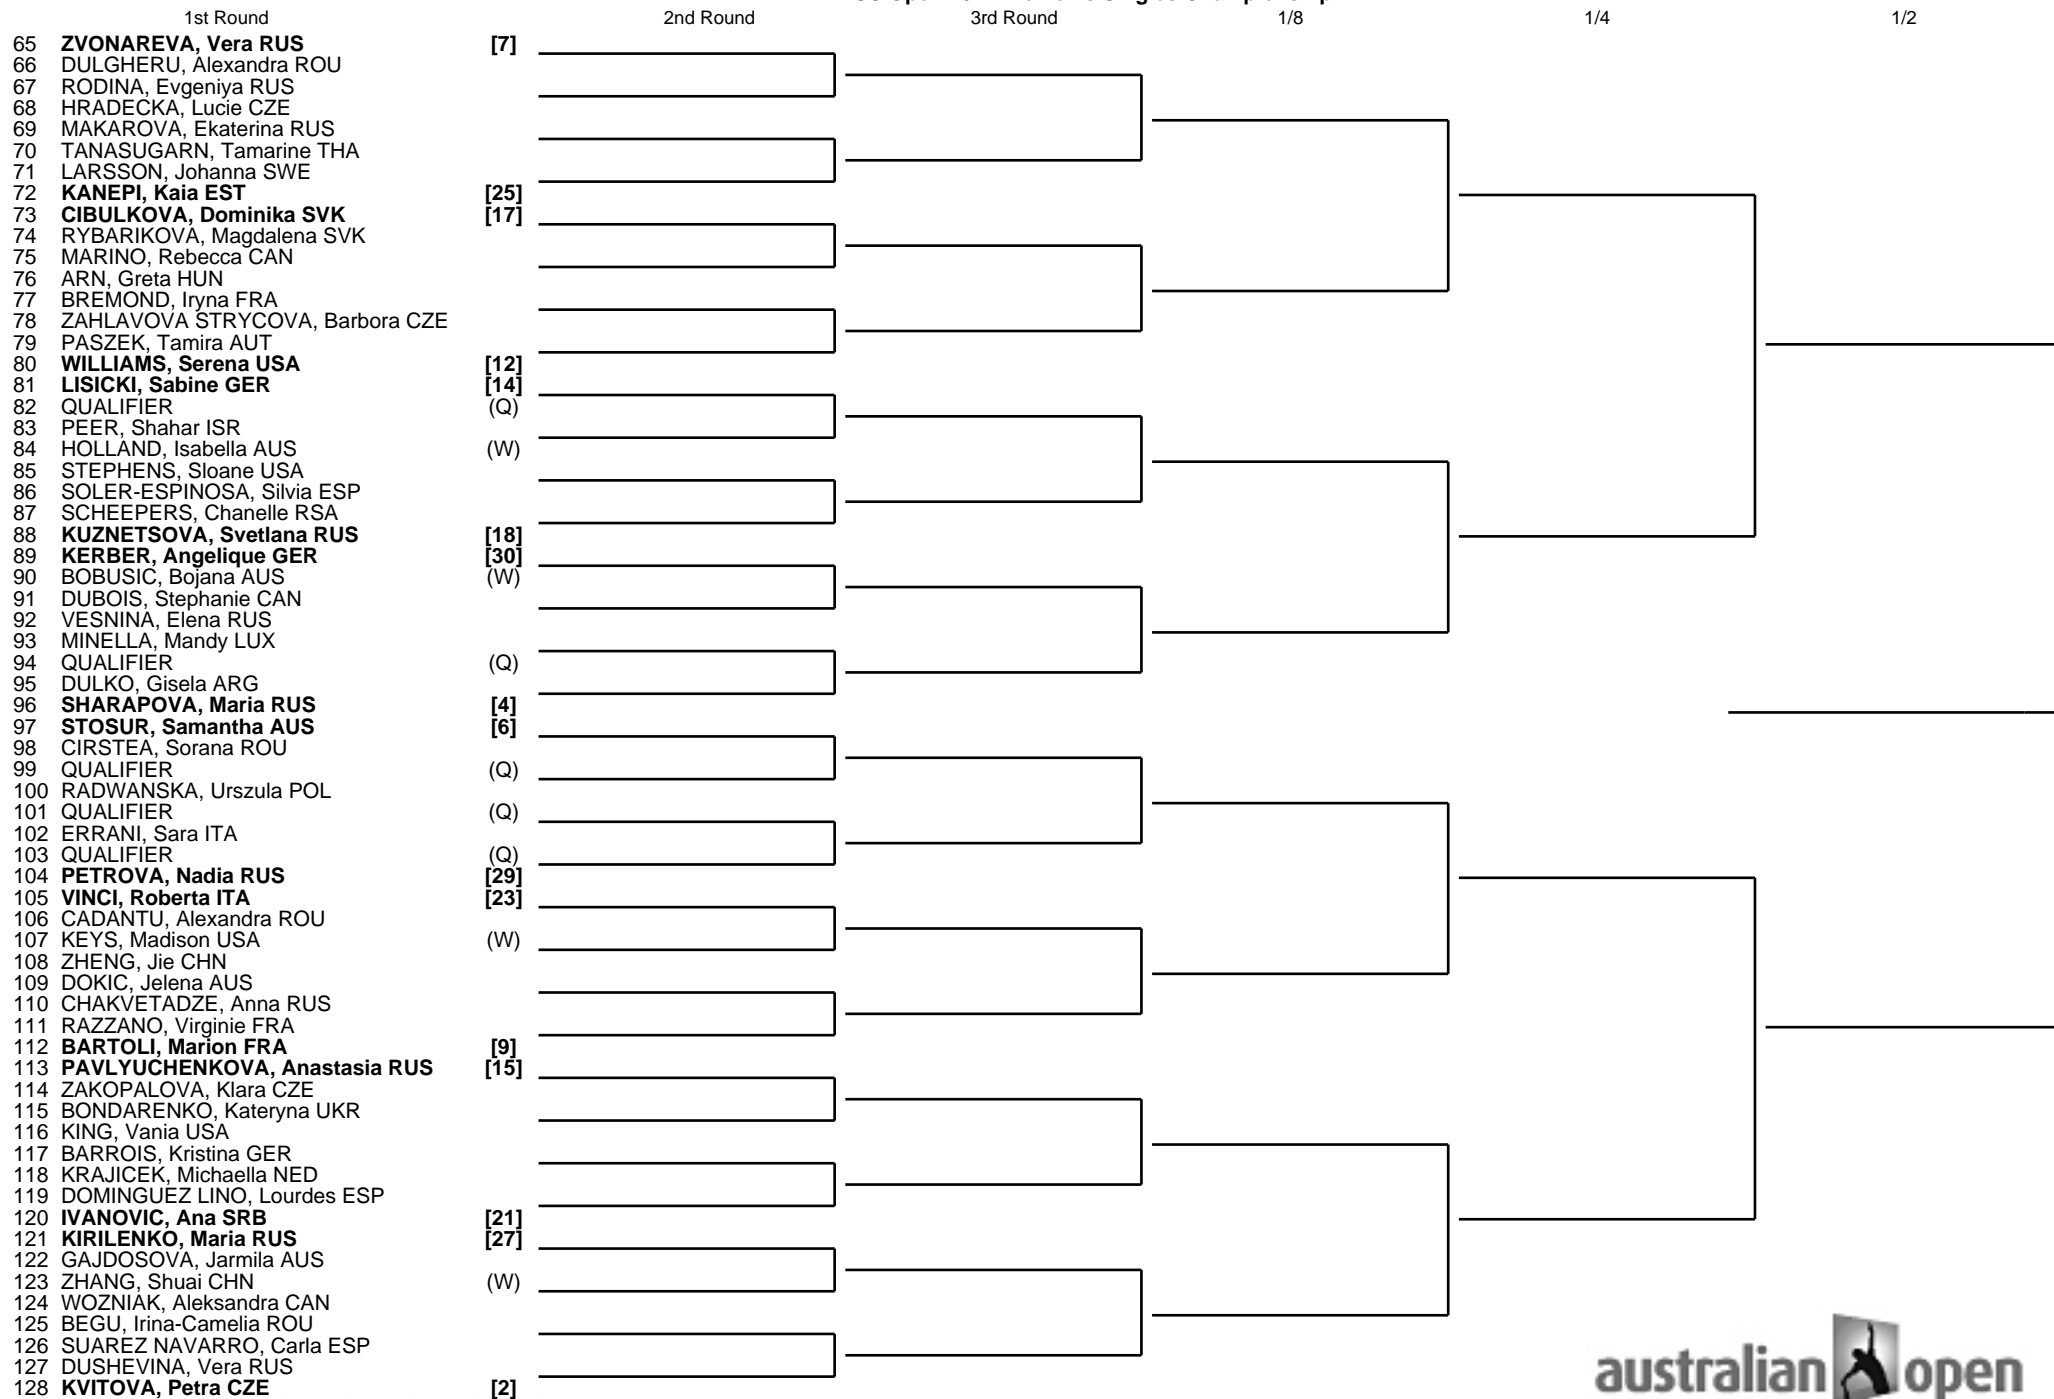 1st Round 2nd Round 3rd Round 1/8 1/4 1/2
65 ZVONAREVA, Vera RUS [7]
66 DULGHERU, Alexandra ROU
67 RODINA, Evgeniya RUS
68 HRADECKA, Lucie CZE
69 MAKAROVA, Ekaterina RUS
70 TANASUGARN, Tamarine THA
71 LARSSON, Johanna SWE
72 KANEPI, Kaia EST [25]
73 CIBULKOVA, Dominika SVK [17]
74 RYBARIKOVA, Magdalena SVK
75 MARINO, Rebecca CAN
76 ARN, Greta HUN
77 BREMOND, Iryna FRA
78 ZAHLAVOVA STRYCOVA, Barbora CZE
79 PASZEK, Tamira AUT
80 WILLIAMS, Serena USA [12]
81 LISICKI, Sabine GER [14]
82 QUALIFIER (Q)
83 PEER, Shahar ISR
84 HOLLAND, Isabella AUS (W)
85 STEPHENS, Sloane USA
86 SOLER-ESPINOSA, Silvia ESP
87 SCHEEPERS, Chanelle RSA
88 KUZNETSOVA, Svetlana RUS [18]
89 KERBER, Angelique GER [30]
90 BOBUSIC, Bojana AUS (W)
91 DUBOIS, Stephanie CAN
92 VESNINA, Elena RUS
93 MINELLA, Mandy LUX
94 QUALIFIER (Q)
95 DULKO, Gisela ARG
96 SHARAPOVA, Maria RUS [4]
97 STOSUR, Samantha AUS [6]
98 CIRSTEA, Sorana ROU
99 QUALIFIER (Q)
100 RADWANSKA, Urszula POL
101 QUALIFIER (Q)
102 ERRANI, Sara ITA
103 QUALIFIER (Q)
104 PETROVA, Nadia RUS [29]
105 VINCI, Roberta ITA [23]
106 CADANTU, Alexandra ROU
107 KEYS, Madison USA (W)
108 ZHENG, Jie CHN
109 DOKIC, Jelena AUS
110 CHAKVETADZE, Anna RUS
111 RAZZANO, Virginie FRA
112 BARTOLI, Marion FRA [9]
113 PAVLYUCHENKOVA, Anastasia RUS [15]
114 ZAKOPALOVA, Klara CZE
115 BONDARENKO, Kateryna UKR
116 KING, Vania USA
117 BARROIS, Kristina GER
118 KRAJICEK, Michaella NED
119 DOMINGUEZ LINO, Lourdes ESP
120 IVANOVIC, Ana SRB [21]
121 KIRILENKO, Maria RUS [27]
122 GAJDOSOVA, Jarmila AUS
123 ZHANG, Shuai CHN (W)
124 WOZNIAK, Aleksandra CAN
125 BEGU, Irina-Camelia ROU
126 SUAREZ NAVARRO, Carla ESP
127 DUSHEVINA, Vera RUS
128 KVITOVA, Petra CZE [2]
australian open